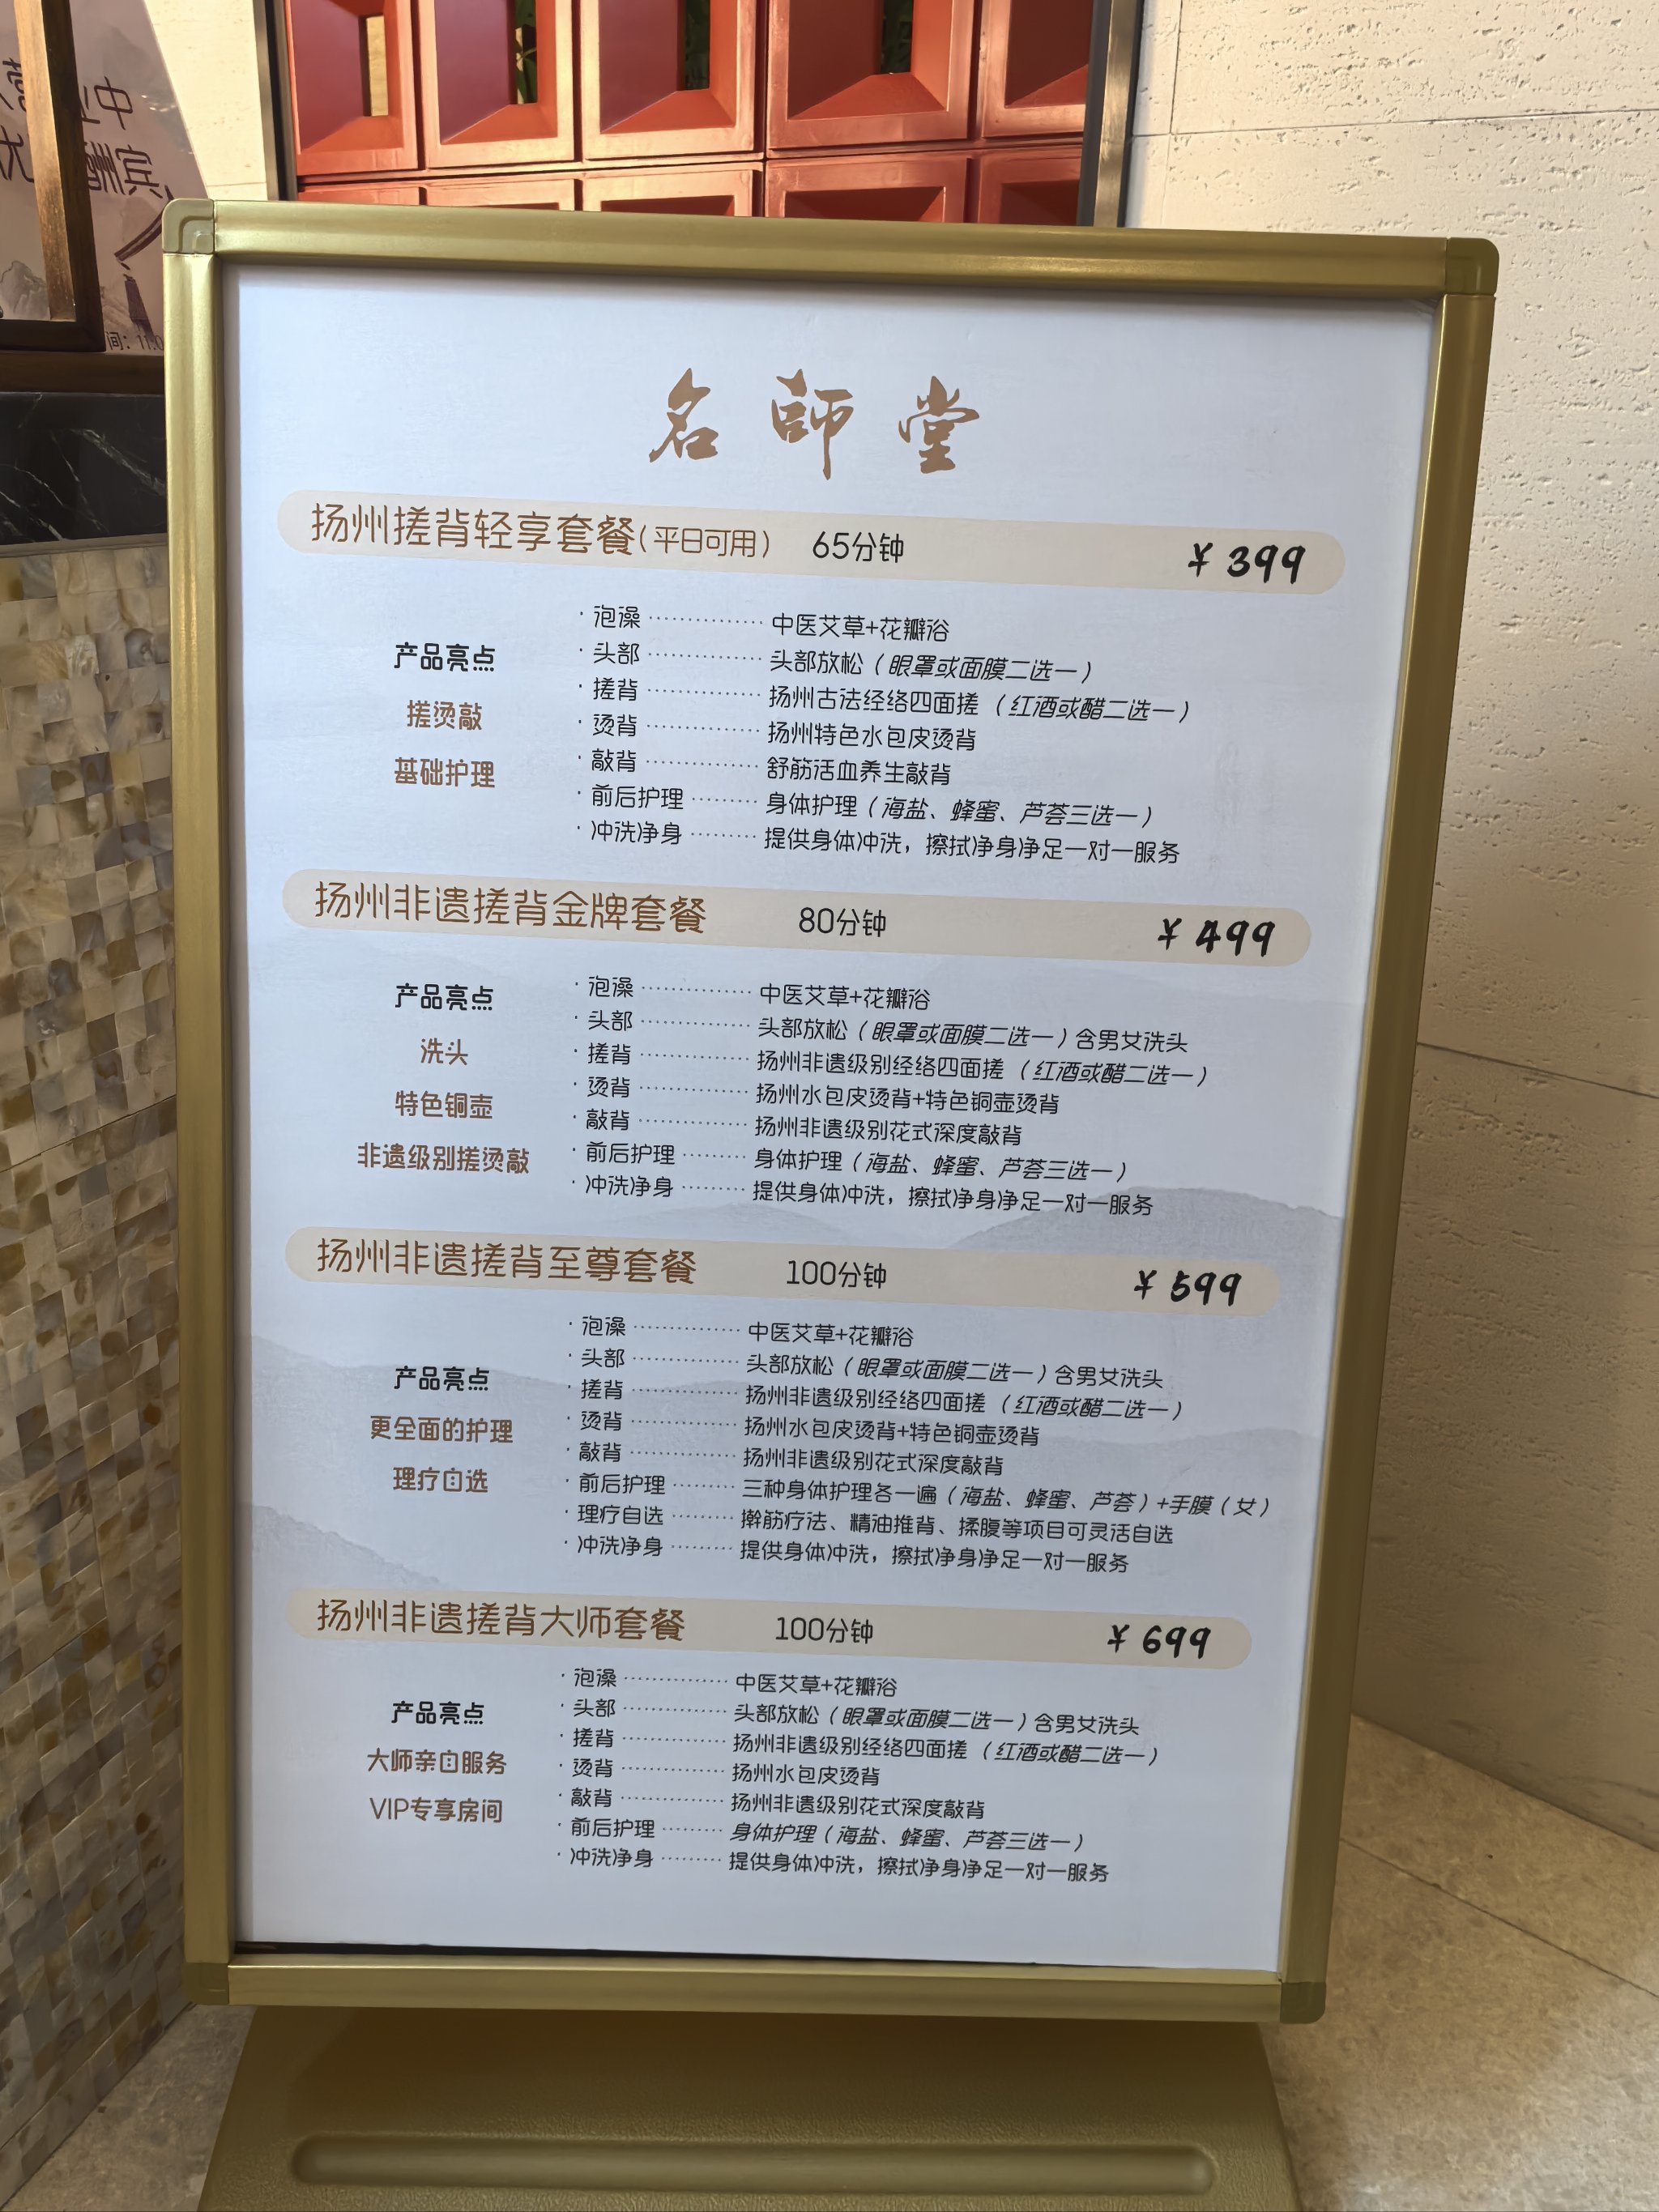 业中
酬宾
间：11:0
名師堂
扬州搓背轻享套餐(平日可用) 65分钟 ¥399
产品亮点
搓烫敲
基础护理
·泡澡··············中医艾草+花瓣浴
·头部··············头部放松（眼罩或面膜二选一）
·搓背··············扬州古法经络四面搓（红酒或醋二选一）
·烫背··············扬州特色水包皮烫背
·敲背··············舒筋活血养生敲背
·前后护理········身体护理（海盐、蜂蜜、芦荟三选一）
·冲洗净身········提供身体冲洗，擦拭净身净足一对一服务
扬州非遗搓背金牌套餐 80分钟 ¥499
产品亮点
洗头
特色铜壶
非遗级别搓烫敲
·泡澡··············中医艾草+花瓣浴
·头部··············头部放松（眼罩或面膜二选一）含男女洗头
·搓背··············扬州非遗级别经络四面搓（红酒或醋二选一）
·烫背··············扬州水包皮烫背+特色铜壶烫背
·敲背··············扬州非遗级别花式深度敲背
·前后护理········身体护理（海盐、蜂蜜、芦荟三选一）
·冲洗净身········提供身体冲洗，擦拭净身净足一对一服务
扬州非遗搓背至尊套餐 100分钟 ¥599
产品亮点
更全面的护理
理疗自选
·泡澡··············中医艾草+花瓣浴
·头部··············头部放松（眼罩或面膜二选一）含男女洗头
·搓背··············扬州非遗级别经络四面搓（红酒或醋二选一）
·烫背··············扬州水包皮烫背+特色铜壶烫背
·敲背··············扬州非遗级别花式深度敲背
·前后护理········三种身体护理各一遍（海盐、蜂蜜、芦荟）+手膜（女）
·理疗自选········擀筋疗法、精油推背、揉腹等项目可灵活自选
·冲洗净身········提供身体冲洗，擦拭净身净足一对一服务
扬州非遗搓背大师套餐 100分钟 ¥699
产品亮点
大师亲自服务
VIP专享房间
·泡澡··············中医艾草+花瓣浴
·头部··············头部放松（眼罩或面膜二选一）含男女洗头
·搓背··············扬州非遗级别经络四面搓（红酒或醋二选一）
·烫背··············扬州水包皮烫背
·敲背··············扬州非遗级别花式深度敲背
·前后护理········身体护理（海盐、蜂蜜、芦荟三选一）
·冲洗净身········提供身体冲洗，擦拭净身净足一对一服务